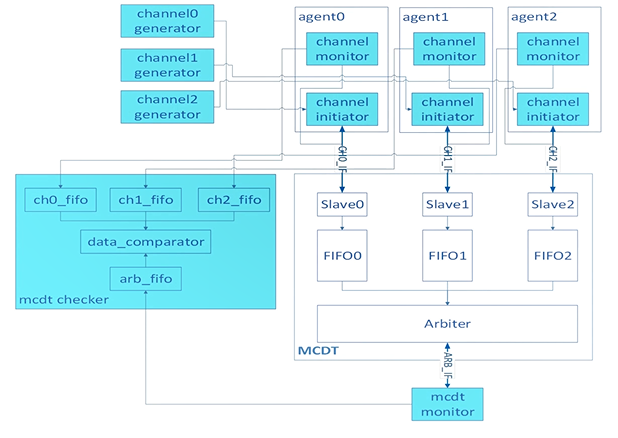 channel0
generator
channel1
generator
channel2
generator
agent0
channel
monitor
channel
initiator
agent1
channel
monitor
channel
initiator
agent2
channel
monitor
channel
initiator
CH0_IF
CH1_IF
CH2_IF
ch0_fifo
ch1_fifo
ch2_fifo
data_comparator
arb_fifo
mcdt checker
Slave0
Slave1
Slave2
FIFO0
FIFO1
FIFO2
Arbiter
MCDT
ARB_IF
mcdt
monitor